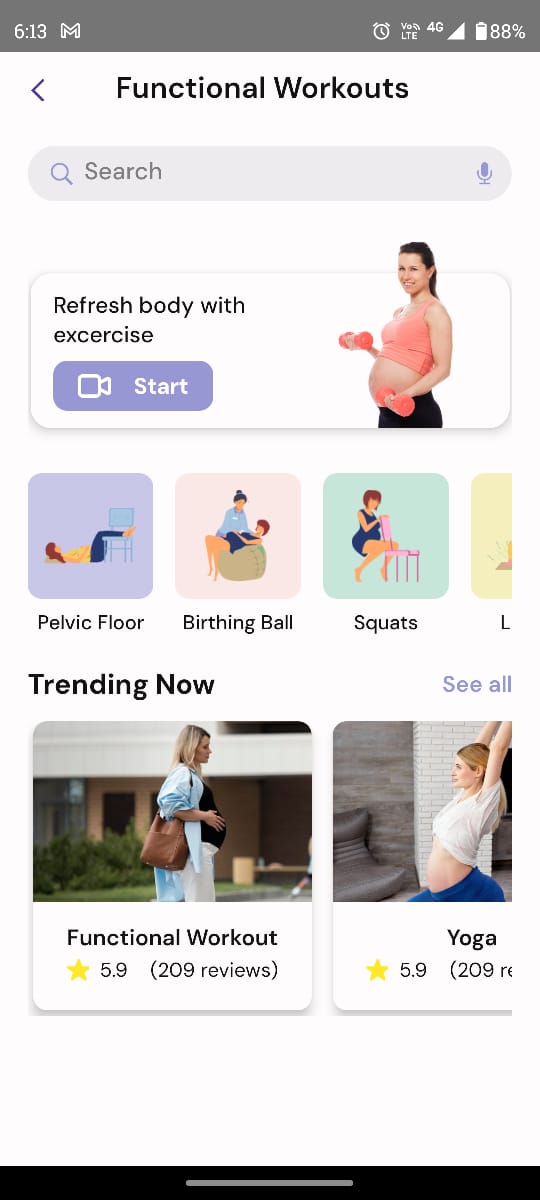 6:13
Vo
LTE
4G
88%
Functional Workouts
Search
Refresh body with
excercise
Start
Pelvic Floor
Birthing Ball
Squats
L
Trending Now
See all
Functional Workout
5.9 (209 reviews)
Yoga
5.9 (209 re